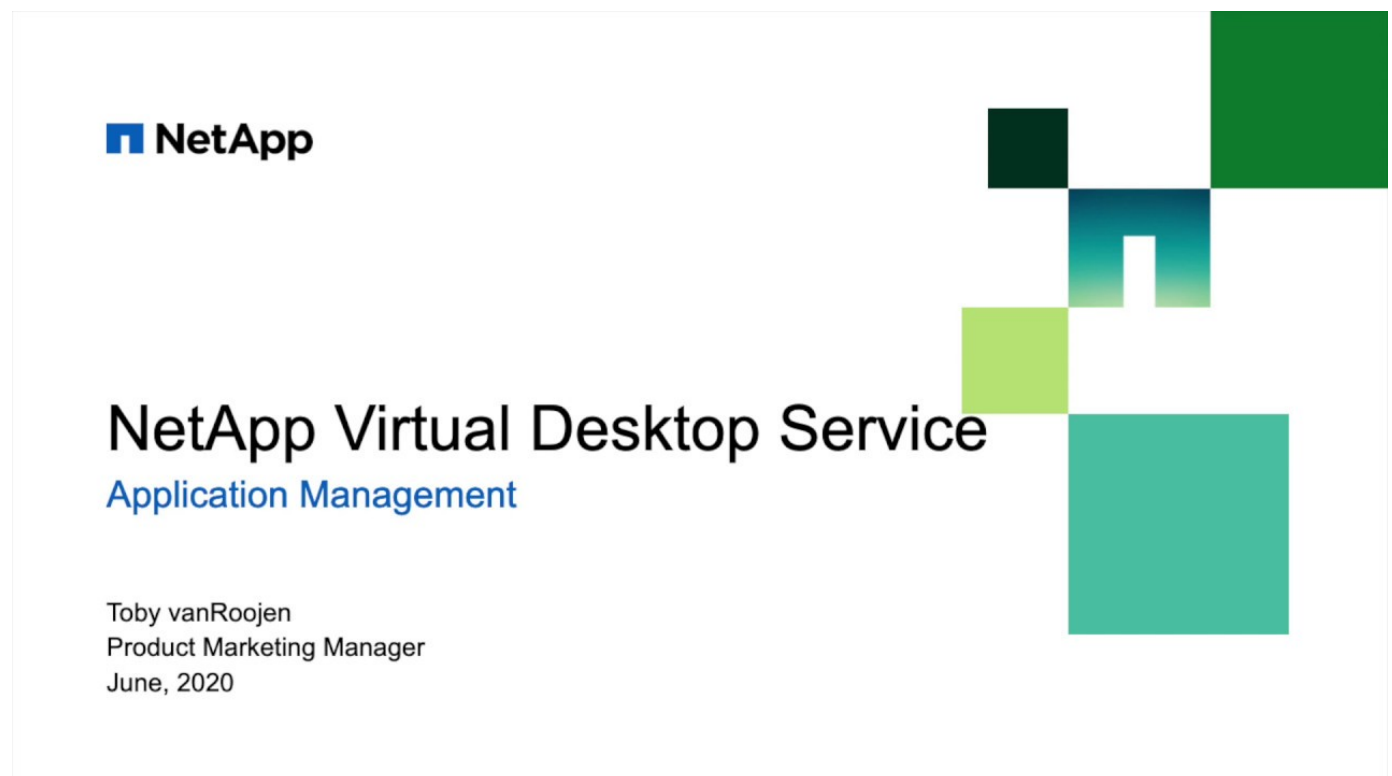 NetApp
NetApp Virtual Desktop Service
Application Management
Toby vanRoojen
Product Marketing Manager
June, 2020